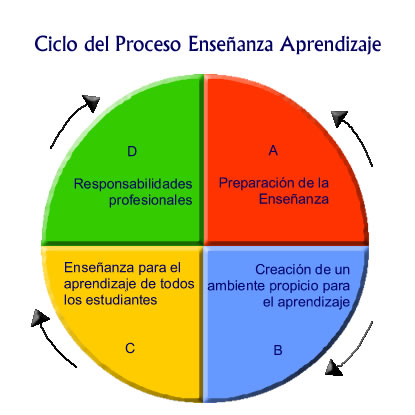 Ciclo del Proceso Enseñanza Aprendizaje
D
Responsabilidades
profesionales
A
Preparación de la
Enseñanza
Enseñanza para el
aprendizaje de todos
los estudiantes
C
Creación de un
ambiente propicio para
el aprendizaje
B